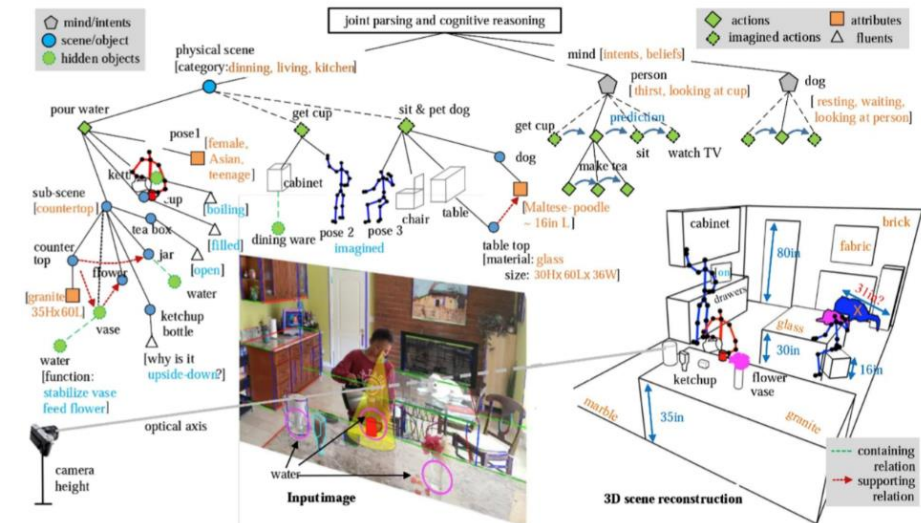 mind/intents
scene/object
hidden objects
joint parsing and cognitive reasoning
actions
imagined actions
attributes
fluents
physical scene
[category:dinning, living, kitchen]
mind [intents, beliefs]
person
[thirst, looking at cup]
dog
[resting, waiting,
looking at person]
pour water
get cup
sit & pet dog
get cup
prediction
sit
watch TV
make tea
pose1
[female,
Asian,
teenage]
cabinet
dining ware
pose 2
imagined
pose 3
chair
table
dog
[Maltese-poodle
~ 16in L]
table top
[material: glass
size: 30Hx60Lx36W]
sub-scene
[countertop]
[boiling]
[filled]
[open]
tea box
counter
top
flower
jar
water
[granite
35Hx60L]
vase
ketchup
bottle
water
[function:
stabilize vase
feed flower]
[why is it
upside-down?]
optical axis
camera
height
water
Input image
cabinet
drawers
80in
fabric
brick
31in?
glass
30in
16in
ketchup
flower
vase
marble
35in
granite
3D scene reconstruction
containing
relation
supporting
relation